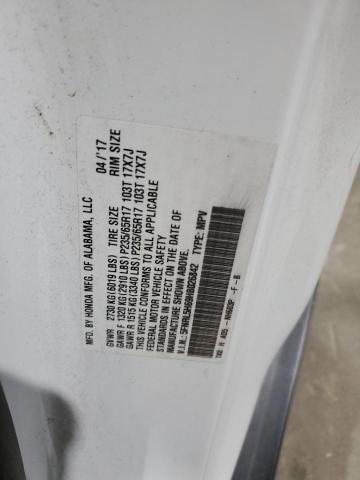 MFD. BY HONDA MFG. OF ALABAMA, LLC 04/'17
TIRE SIZE RIM SIZE
GVWR 2730 KG (6019 LBS)
GAWR F 1320 KG (2910 LBS) P235/65R17 103T 17X7J
GAWR R 1515 KG (3340 LBS) P235/65R17 103T 17X7J
THIS VEHICLE CONFORMS TO ALL APPLICABLE
FEDERAL MOTOR VEHICLE SAFETY
STANDARDS IN EFFECT ON THE DATE OF
MANUFACTURE SHOWN ABOVE.
V.I.N.: TYPE: MPV